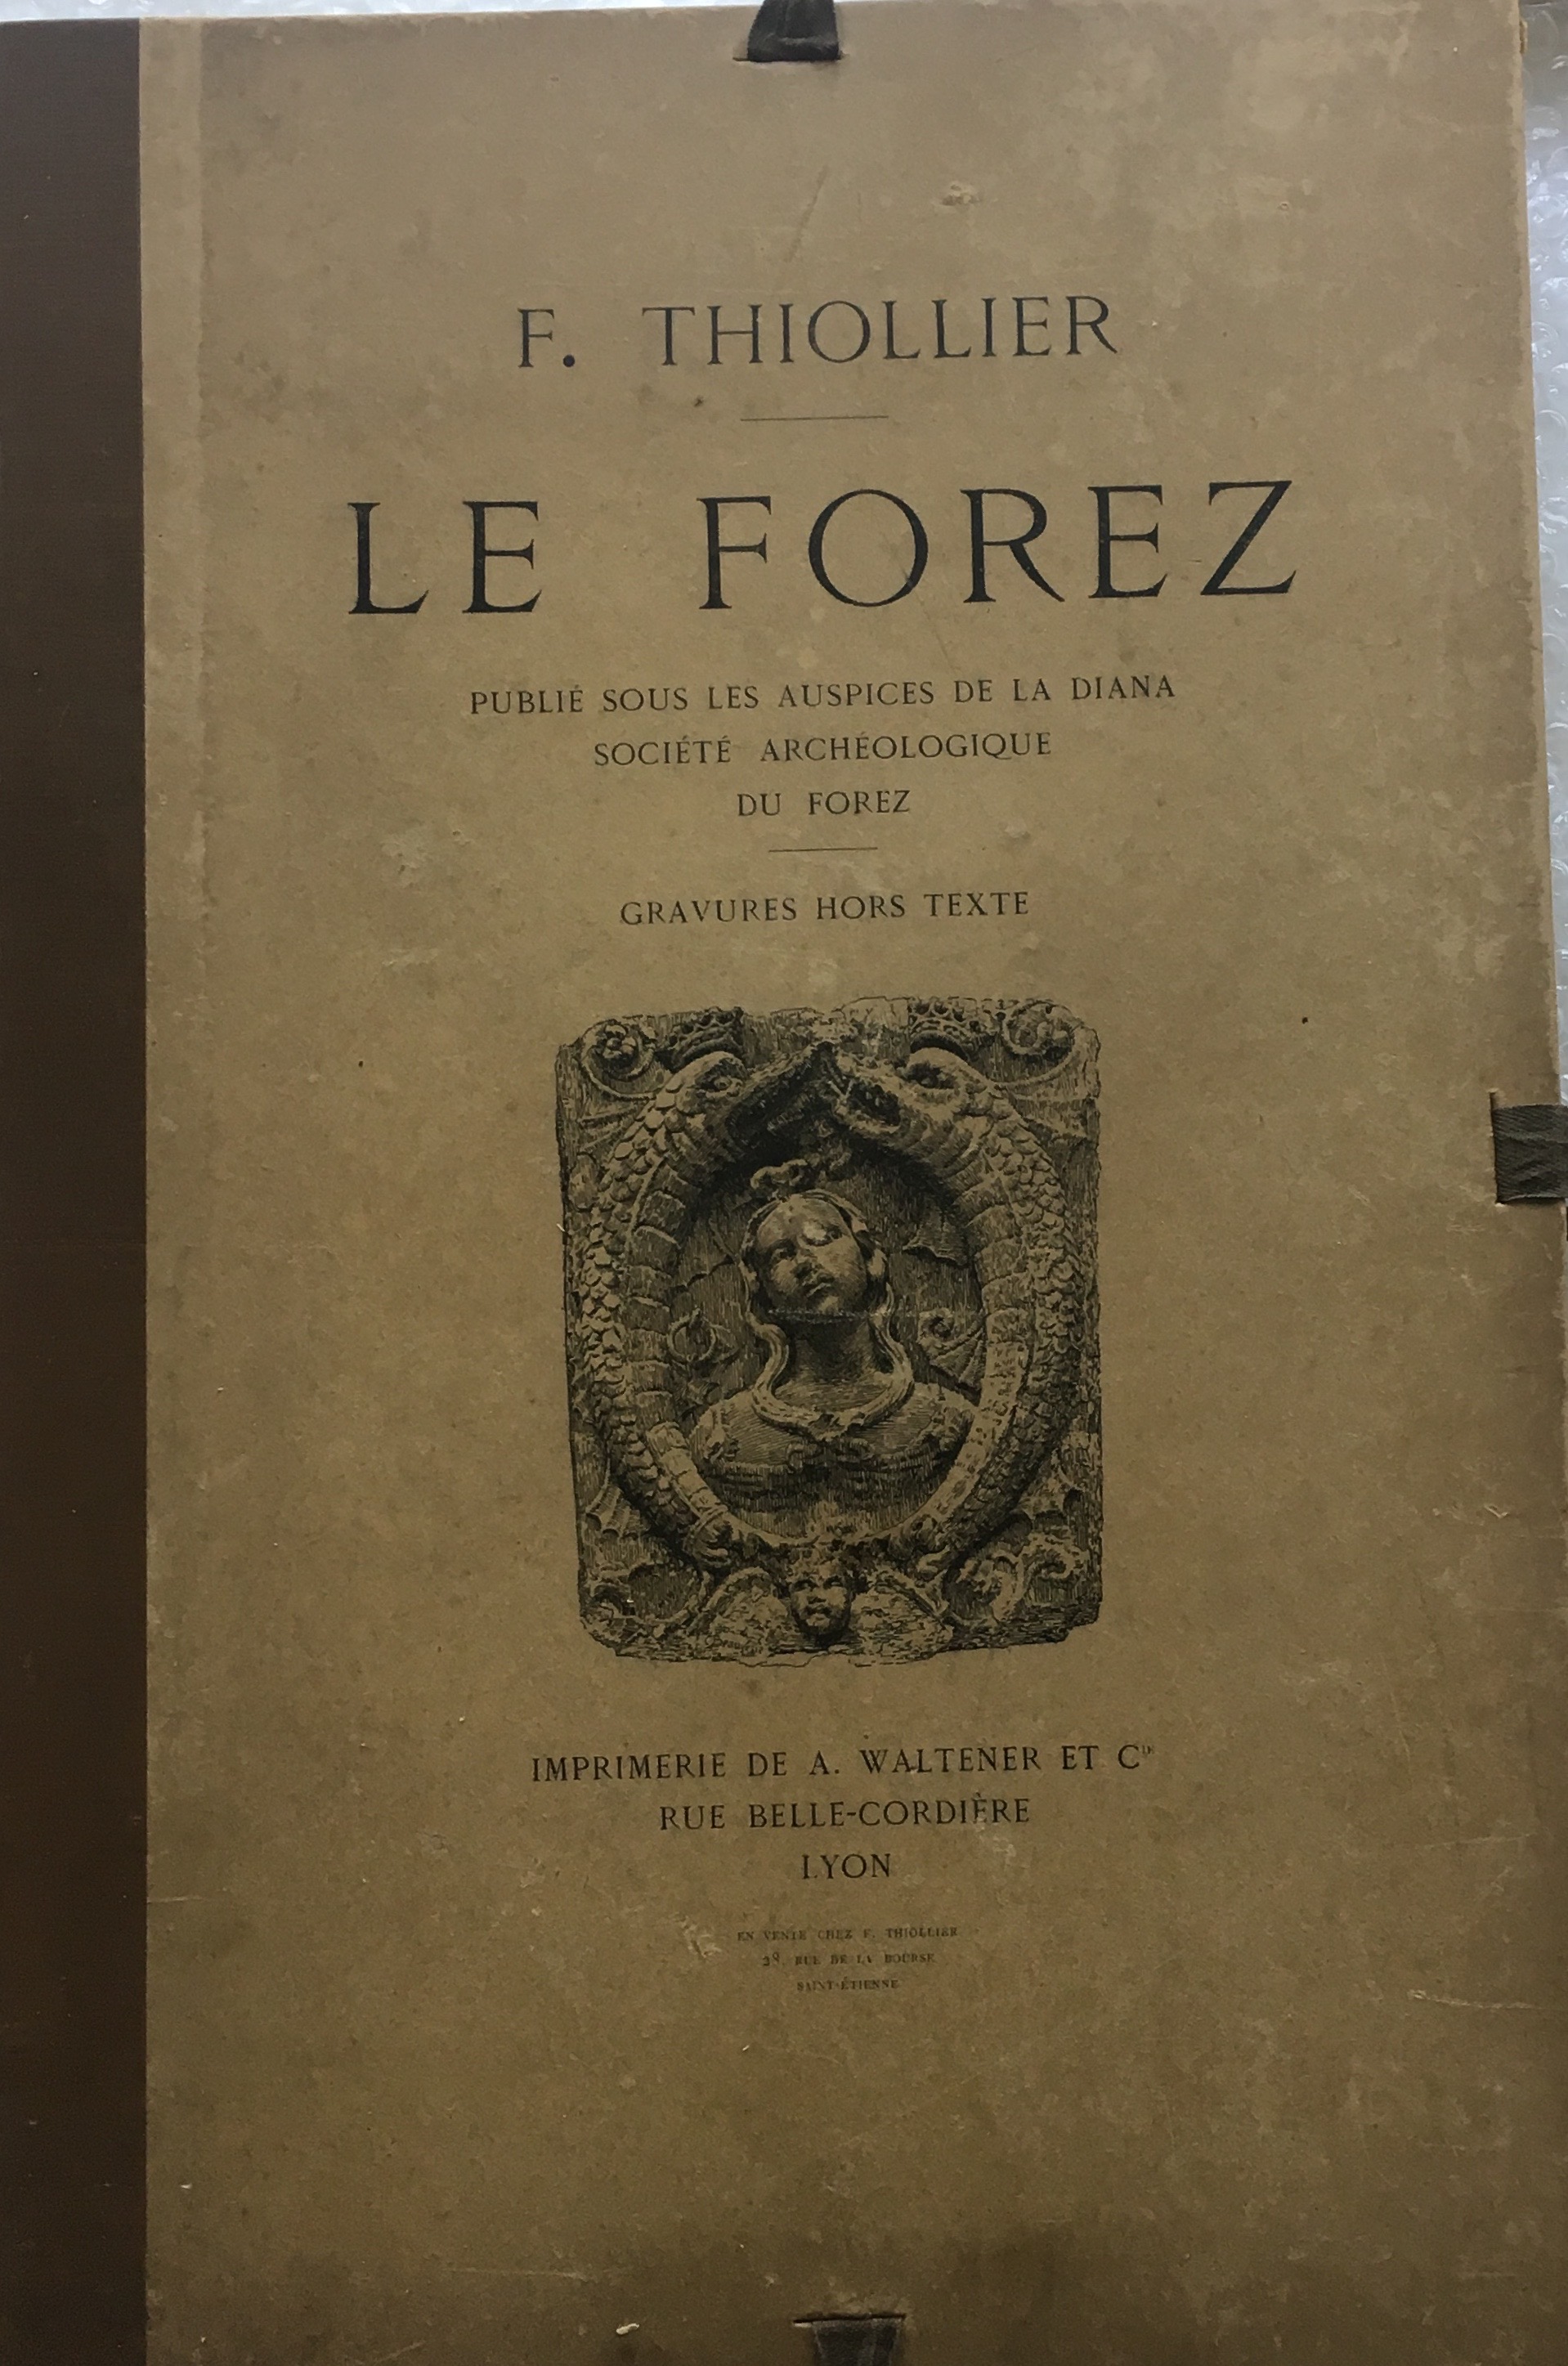 F. THIOLLIER
LE FOREZ
PUBLIÉ SOUS LES AUSPICES DE LA DIANA
SOCIÉTÉ ARCHÉOLOGIQUE
DU FOREZ
GRAVURES HORS TEXTE
IMPRIMERIE DE A. WALTENER ET Cie
RUE BELLE-CORDIÈRE
LYON
EN VENTE CHEZ F. THIOLLIER
28, RUE DE LA BOURSE
SAINT-ÉTIENNE